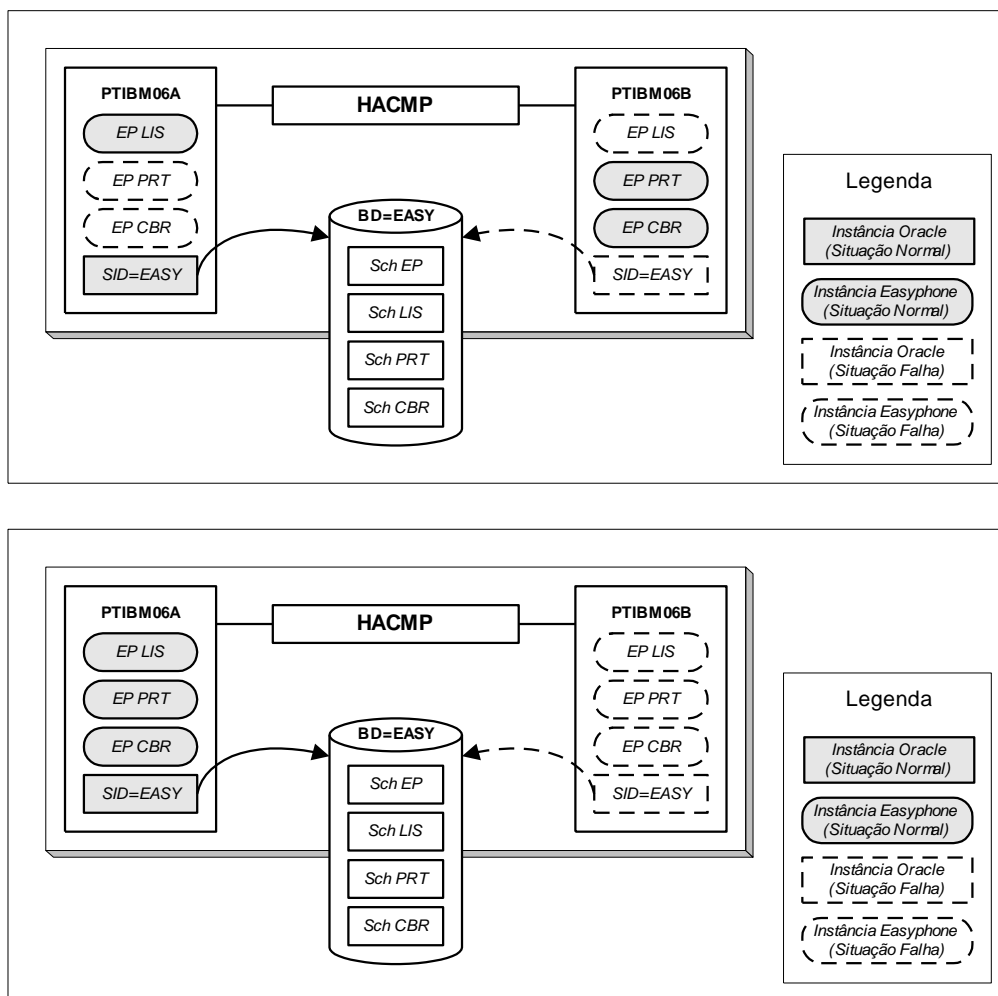 PTIBM06A
EP LIS
EP PRT
EP CBR
SID=EASY
HACMP
BD=EASY
Sch EP
Sch LIS
Sch PRT
Sch CBR
PTIBM06B
EP LIS
EP PRT
EP CBR
SID=EASY
Legenda
Instância Oracle
(Situação Normal)
Instância Easyphone
(Situação Normal)
Instância Oracle
(Situação Falha)
Instância Easyphone
(Situação Falha)
PTIBM06A
EP LIS
EP PRT
EP CBR
SID=EASY
HACMP
BD=EASY
Sch EP
Sch LIS
Sch PRT
Sch CBR
PTIBM06B
EP LIS
EP PRT
EP CBR
SID=EASY
Legenda
Instância Oracle
(Situação Normal)
Instância Easyphone
(Situação Normal)
Instância Oracle
(Situação Falha)
Instância Easyphone
(Situação Falha)